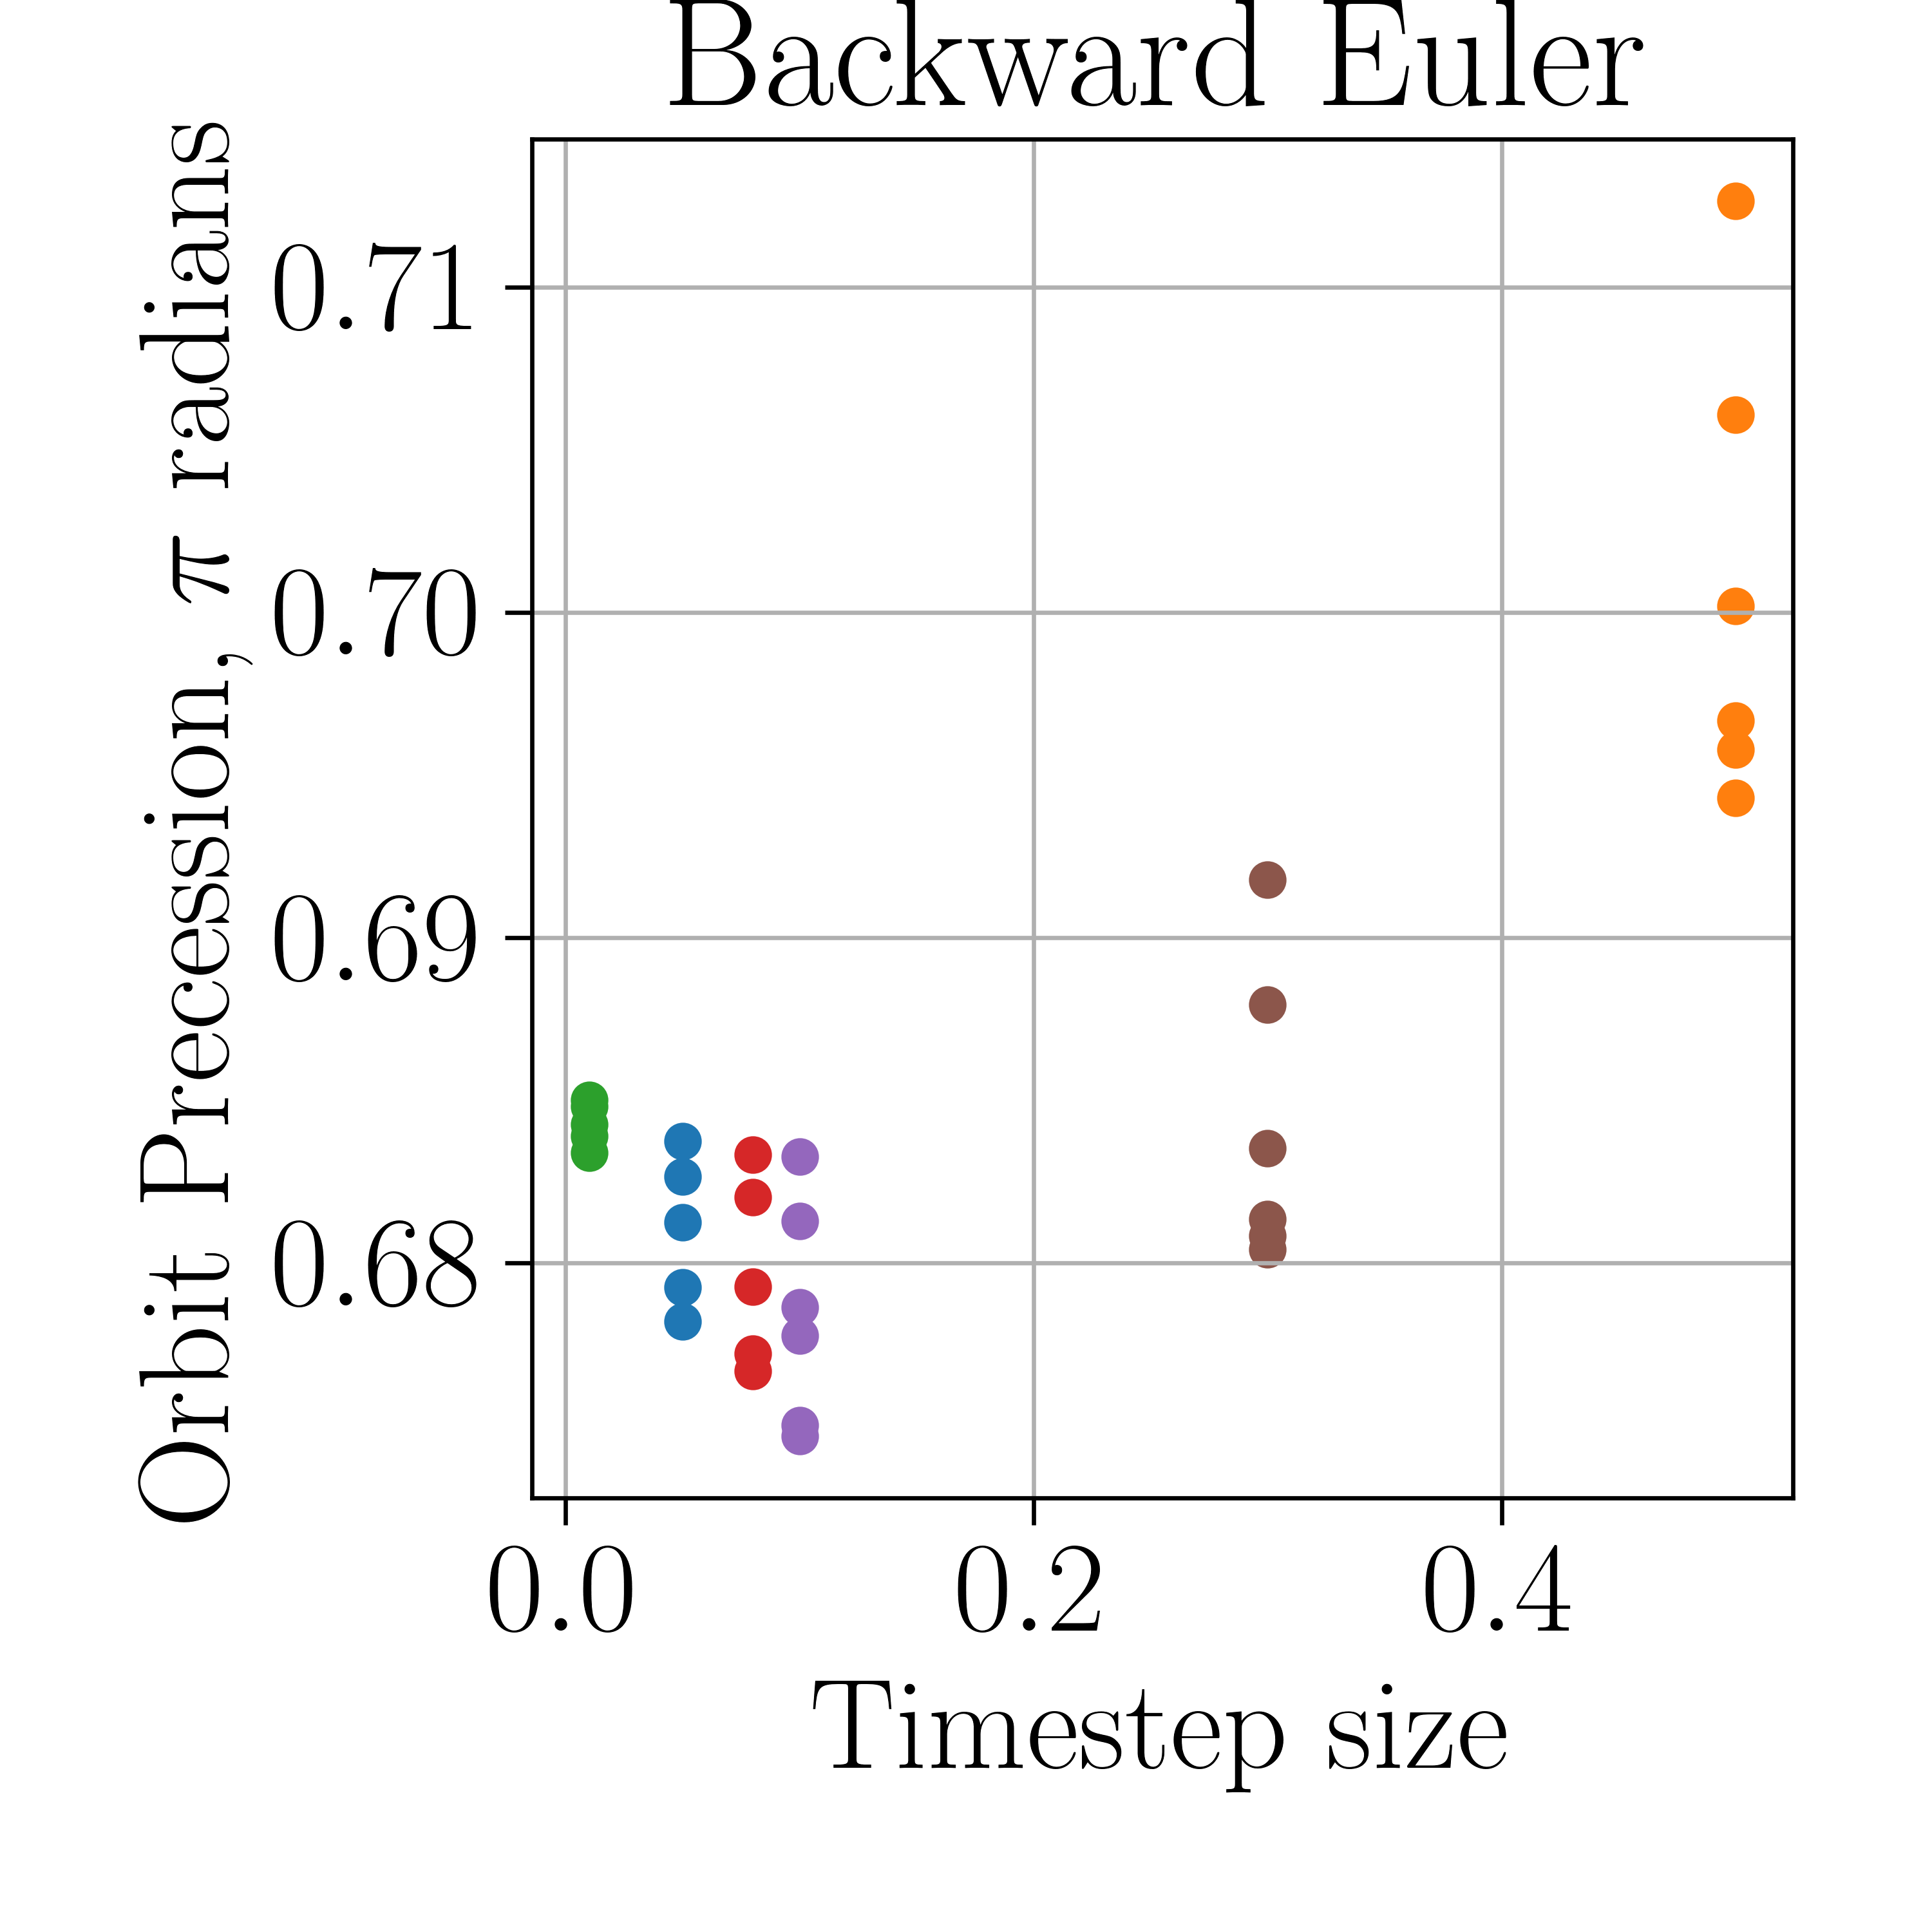 Backward Euler
Orbit Precession, π radians
0.71
0.70
0.69
0.68
0.0
0.2
0.4
Timestep size